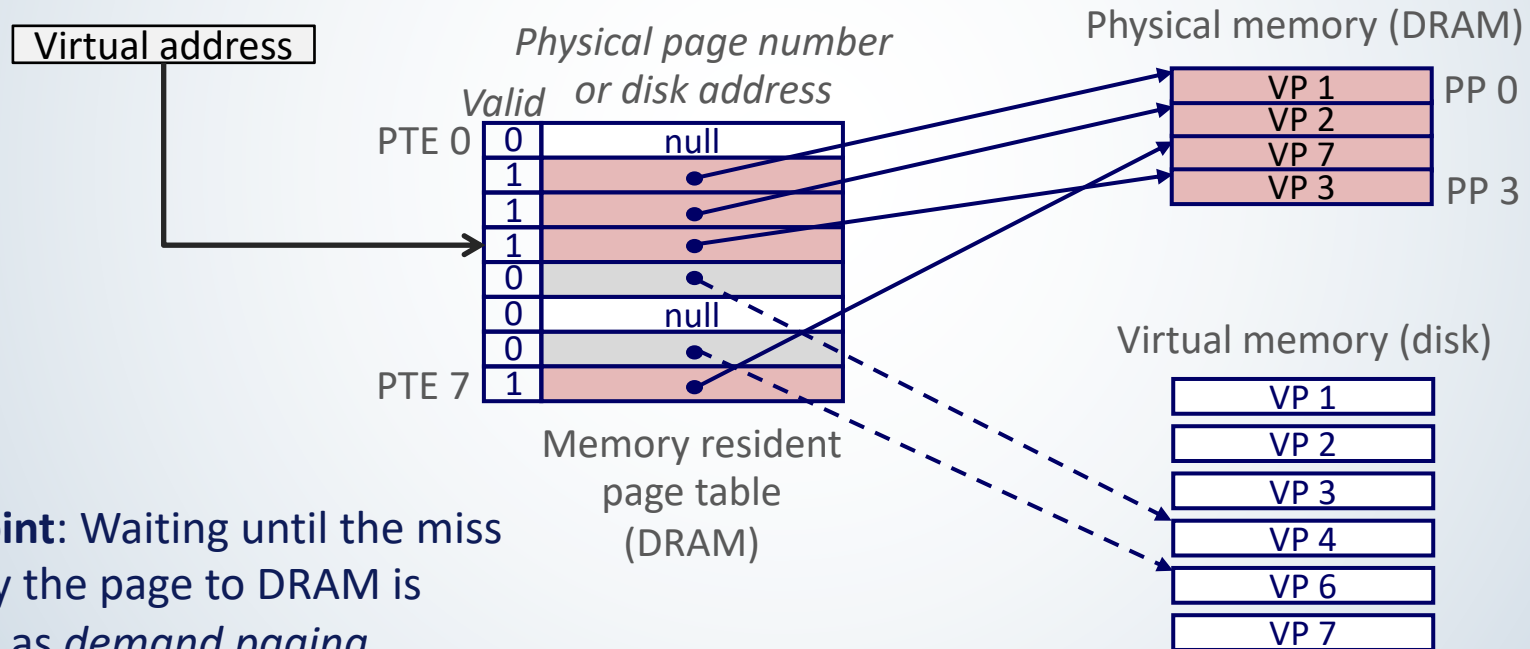 Virtual address
Physical page number
or disk address
Valid
PTE 0
0 null
1
1
1
0
0 null
0
PTE 7 1
Memory resident
page table
(DRAM)
Physical memory (DRAM)
VP 1 PP 0
VP 2
VP 7
VP 3 PP 3
Virtual memory (disk)
VP 1
VP 2
VP 3
VP 4
VP 6
VP 7
int: Waiting until the miss
y the page to DRAM is
as demand paging